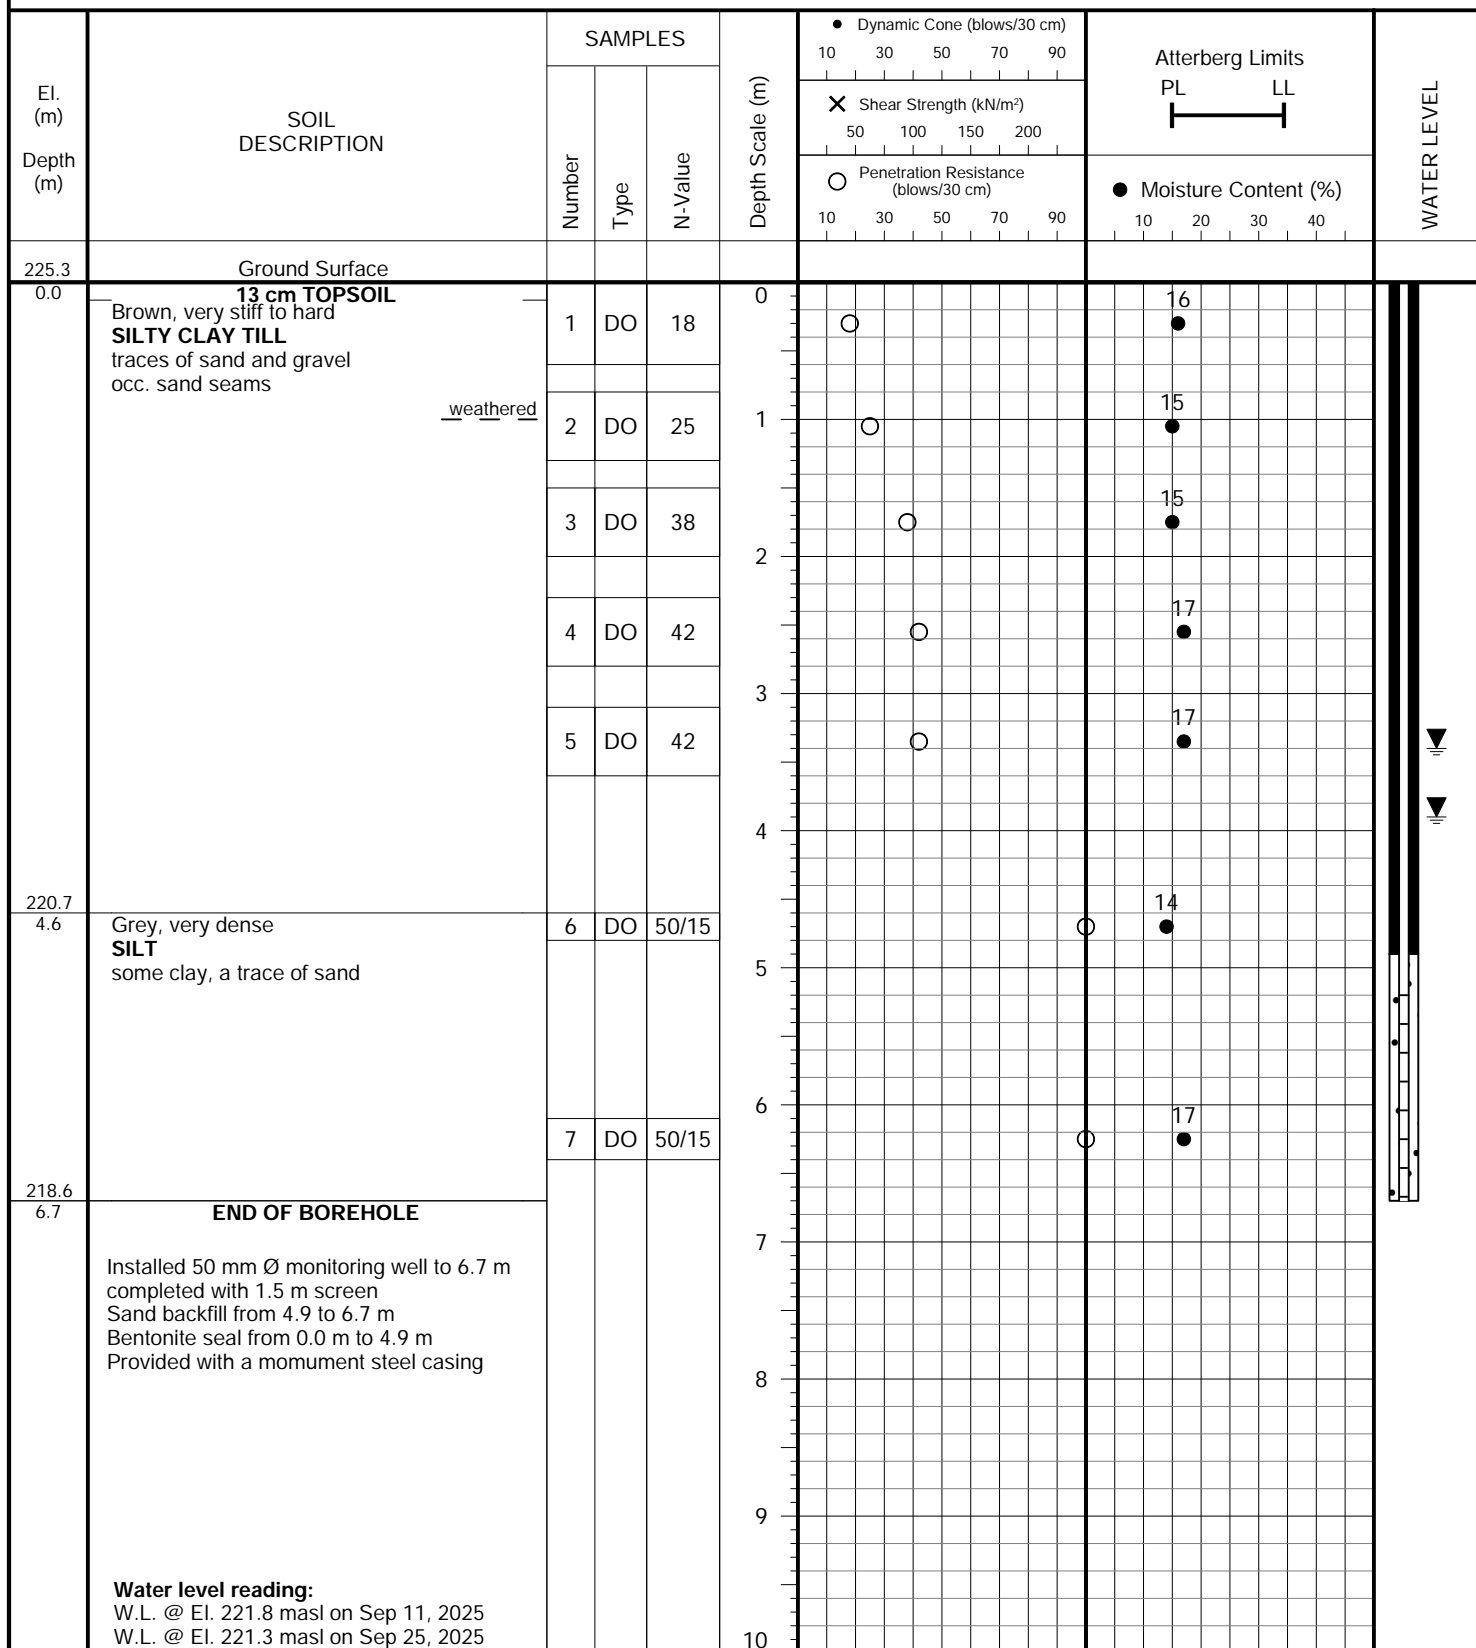 El.
(m)
Depth
(m)
SOIL
DESCRIPTION
SAMPLES
Number
Type
N-Value
Depth Scale (m)
Dynamic Cone (blows/30 cm)
10 30 50 70 90
Shear Strength (kN/m²)
50 100 150 200
Penetration Resistance
(blows/30 cm)
10 30 50 70 90
Atterberg Limits
PL LL
Moisture Content (%)
10 20 30 40
WATER LEVEL
225.3 Ground Surface
0.0 13 cm TOPSOIL 0
Brown, very stiff to hard
SILTY CLAY TILL
traces of sand and gravel
occ. sand seams
1 DO 18 16
weathered
2 DO 25 1 15
3 DO 38 15
2
4 DO 42 17
3
5 DO 42 17
4
220.7
4.6 Grey, very dense 6 DO 50/15 14
SILT
some clay, a trace of sand
5
6
7 DO 50/15 17
218.6
6.7 END OF BOREHOLE
7
Installed 50 mm Ø monitoring well to 6.7 m
completed with 1.5 m screen
Sand backfill from 4.9 to 6.7 m
Bentonite seal from 0.0 m to 4.9 m
Provided with a momument steel casing
8
9
Water level reading:
W.L. @ El. 221.8 masl on Sep 11, 2025
W.L. @ El. 221.3 masl on Sep 25, 2025
10